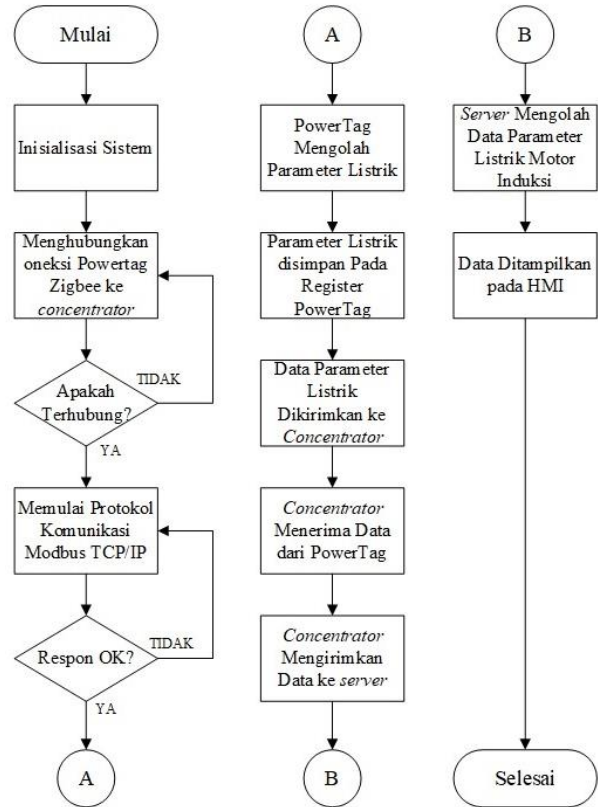 Mulai
Inisialisasi Sistem
Menghubungkan
oneksi Powertag
Zigbee ke
concentrator
Apakah
Terhubung?
TIDAK
YA
Memulai Protokol
Komunikasi
Modbus TCP/IP
Respon OK?
TIDAK
YA
A
A
PowerTag
Mengolah
Parameter Listrik
Parameter Listrik
disimpan Pada
Register
PowerTag
Data Parameter
Listrik
Dikirimkan ke
Concentrator
Concentrator
Menerima Data
dari PowerTag
Concentrator
Mengirimkan
Data ke server
B
B
Server Mengolah
Data Parameter
Listrik Motor
Induksi
Data Ditampilkan
pada HMI
Selesai